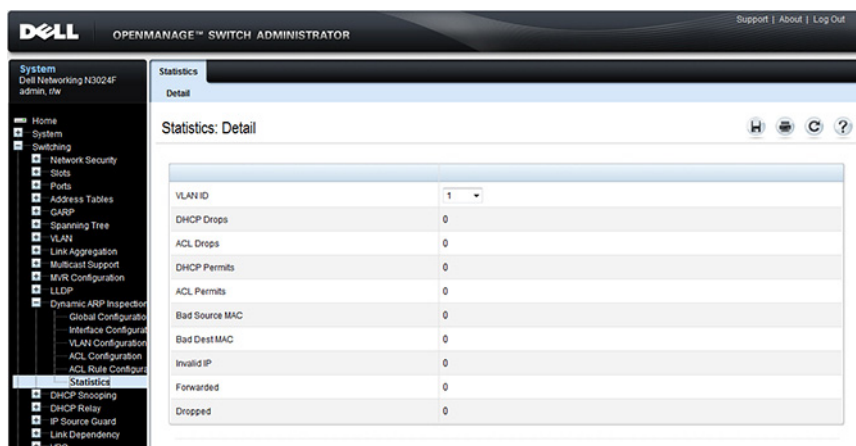 Support | About | Log Out
DELL OPENMANAGE™ SWITCH ADMINISTRATOR
System
Dell Networking N3024F
admin, r/w
Home
System
Switching
Network Security
Slots
Ports
Address Tables
GARP
Spanning Tree
VLAN
Link Aggregation
Multicast Support
MVR Configuration
LLDP
Dynamic ARP Inspection
Global Configuratio
Interface Configurat
VLAN Configuration
ACL Configuration
ACL Rule Configura
Statistics
DHCP Snooping
DHCP Relay
IP Source Guard
Link Dependency
Statistics
Detail
Statistics: Detail
VLAN ID 1
DHCP Drops 0
ACL Drops 0
DHCP Permits 0
ACL Permits 0
Bad Source MAC 0
Bad Dest MAC 0
Invalid IP 0
Forwarded 0
Dropped 0